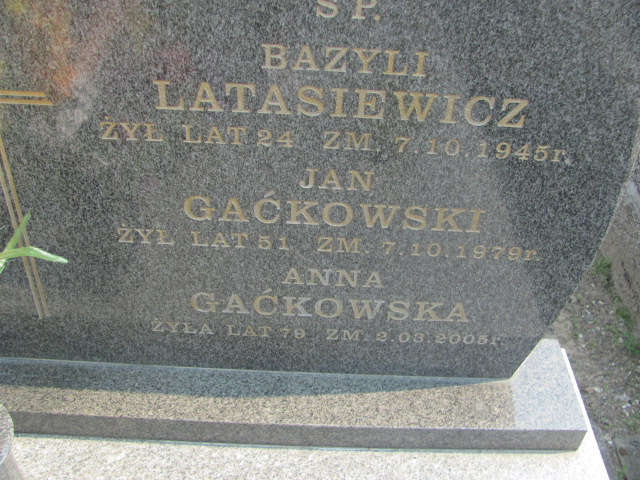 ŚP.
BAZYLI
LATASIEWICZ
ŻYŁ LAT 24 ZM. 7.10.1945r.
JAN
GAĆKOWSKI
ŻYŁ LAT 51 ZM. 7.10.1979r.
ANNA
GAĆKOWSKA
ŻYŁA LAT 79 ZM. 2.03.2005r.